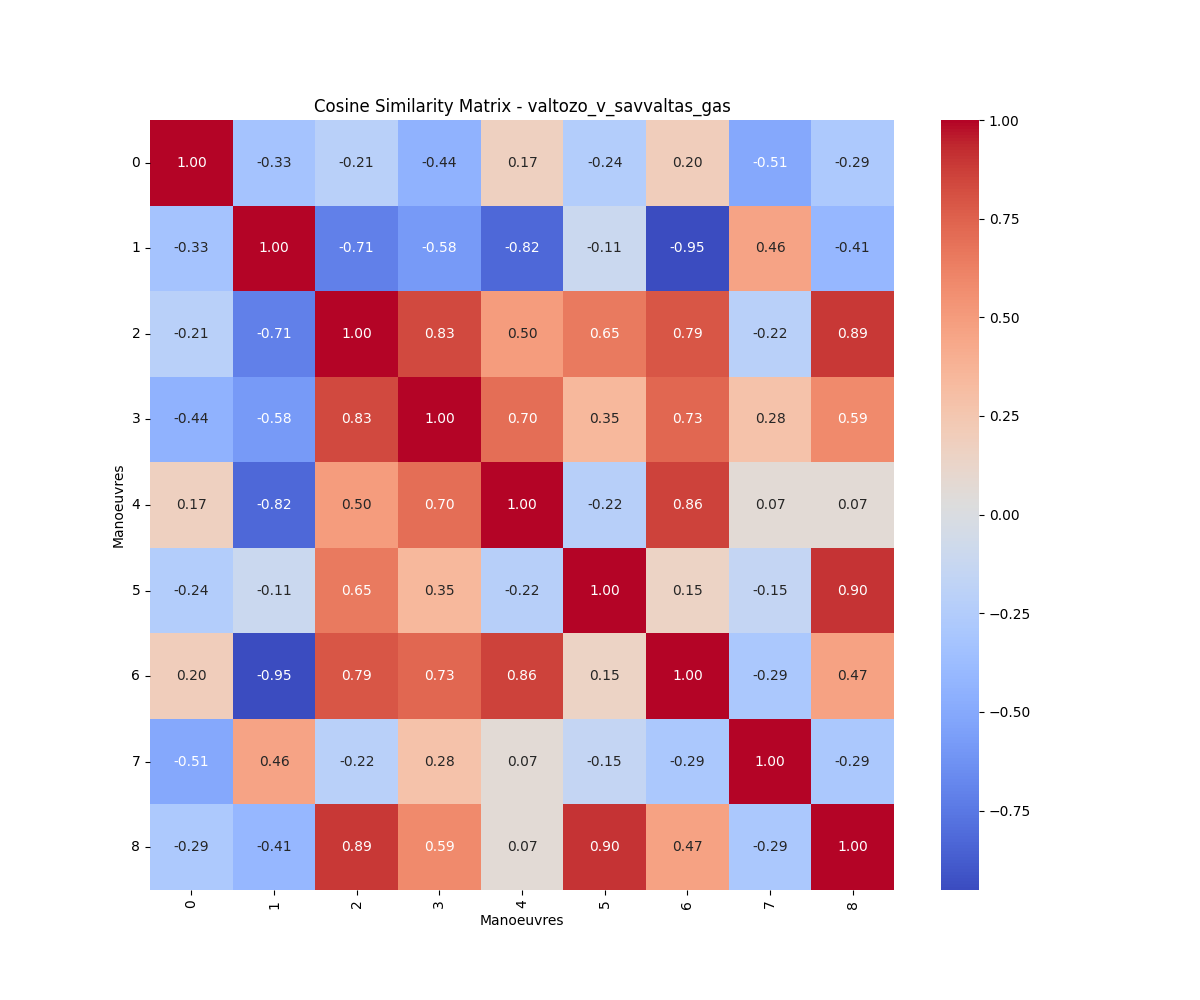 Cosine Similarity Matrix - valtozo_v_savvaltas_gas
0 1.00 -0.33 -0.21 -0.44 0.17 -0.24 0.20 -0.51 -0.29
1 -0.33 1.00 -0.71 -0.58 -0.82 -0.11 -0.95 0.46 -0.41
2 -0.21 -0.71 1.00 0.83 0.50 0.65 0.79 -0.22 0.89
3 -0.44 -0.58 0.83 1.00 0.70 0.35 0.73 0.28 0.59
4 0.17 -0.82 0.50 0.70 1.00 -0.22 0.86 0.07 0.07
5 -0.24 -0.11 0.65 0.35 -0.22 1.00 0.15 -0.15 0.90
6 0.20 -0.95 0.79 0.73 0.86 0.15 1.00 -0.29 0.47
7 -0.51 0.46 -0.22 0.28 0.07 -0.15 -0.29 1.00 -0.29
8 -0.29 -0.41 0.89 0.59 0.07 0.90 0.47 -0.29 1.00
0 1 2 3 4 5 6 7 8
Manoeuvres
Manoeuvres
1.00
0.75
0.50
0.25
0.00
−0.25
−0.50
−0.75